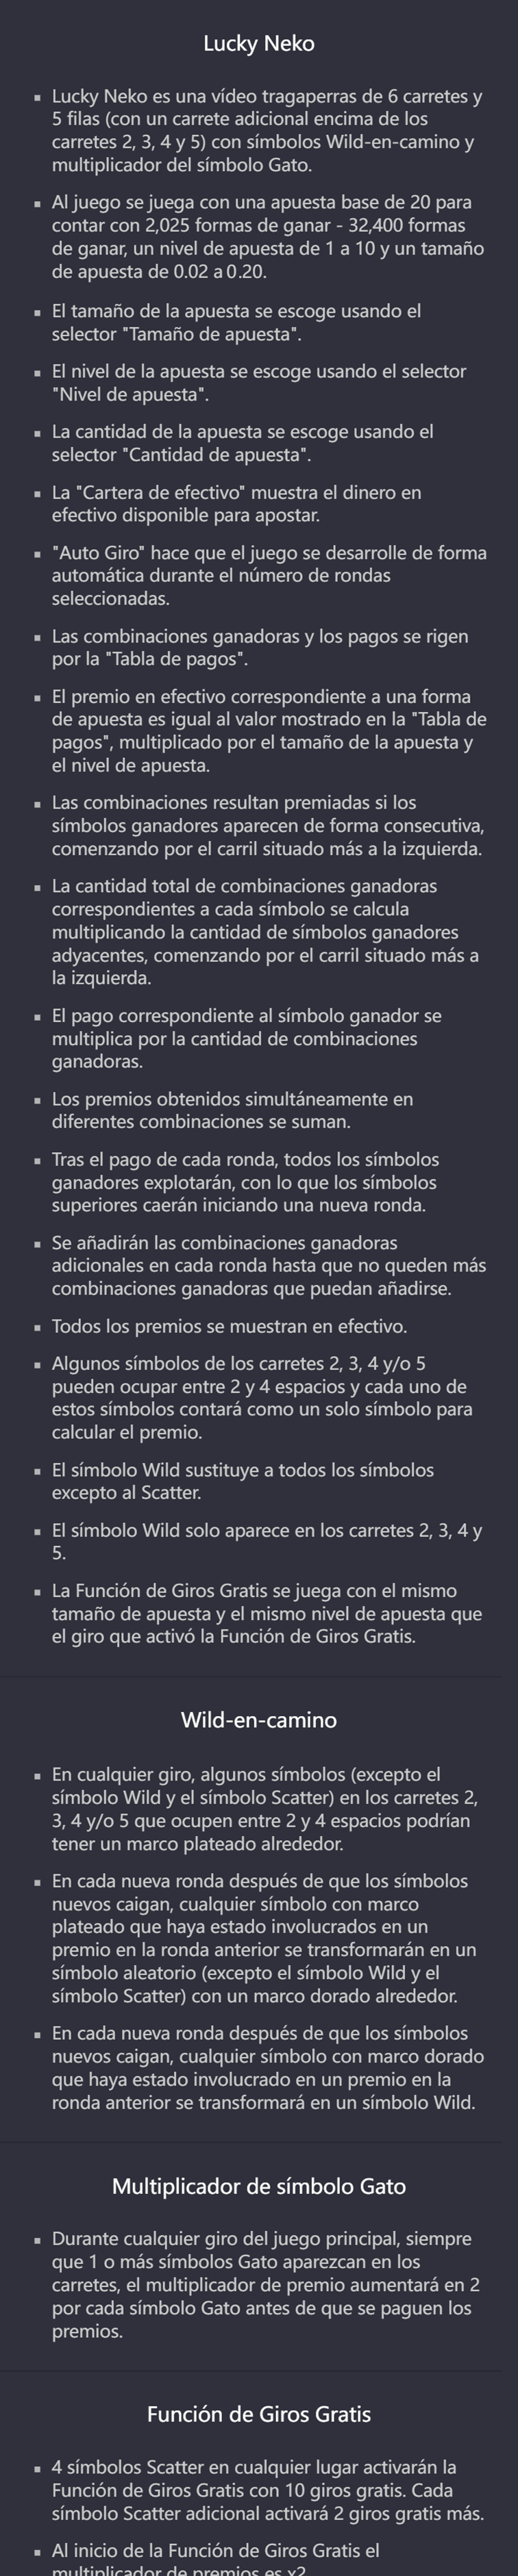 Lucky Neko
▪ Lucky Neko es una vídeo tragaperras de 6 carretes y
5 filas (con un carrete adicional encima de los
carretes 2, 3, 4 y 5) con símbolos Wild-en-camino y
multiplicador del símbolo Gato.
▪ Al juego se juega con una apuesta base de 20 para
contar con 2,025 formas de ganar - 32,400 formas
de ganar, un nivel de apuesta de 1 a 10 y un tamaño
de apuesta de 0.02 a 0.20.
▪ El tamaño de la apuesta se escoge usando el
selector "Tamaño de apuesta".
▪ El nivel de la apuesta se escoge usando el selector
"Nivel de apuesta".
▪ La cantidad de la apuesta se escoge usando el
selector "Cantidad de apuesta".
▪ La "Cartera de efectivo" muestra el dinero en
efectivo disponible para apostar.
▪ "Auto Giro" hace que el juego se desarrolle de forma
automática durante el número de rondas
seleccionadas.
▪ Las combinaciones ganadoras y los pagos se rigen
por la "Tabla de pagos".
▪ El premio en efectivo correspondiente a una forma
de apuesta es igual al valor mostrado en la "Tabla de
pagos", multiplicado por el tamaño de la apuesta y
el nivel de apuesta.
▪ Las combinaciones resultan premiadas si los
símbolos ganadores aparecen de forma consecutiva,
comenzando por el carril situado más a la izquierda.
▪ La cantidad total de combinaciones ganadoras
correspondientes a cada símbolo se calcula
multiplicando la cantidad de símbolos ganadores
adyacentes, comenzando por el carril situado más a
la izquierda.
▪ El pago correspondiente al símbolo ganador se
multiplica por la cantidad de combinaciones
ganadoras.
▪ Los premios obtenidos simultáneamente en
diferentes combinaciones se suman.
▪ Tras el pago de cada ronda, todos los símbolos
ganadores explotarán, con lo que los símbolos
superiores caerán iniciando una nueva ronda.
▪ Se añadirán las combinaciones ganadoras
adicionales en cada ronda hasta que no queden más
combinaciones ganadoras que puedan añadirse.
▪ Todos los premios se muestran en efectivo.
▪ Algunos símbolos de los carretes 2, 3, 4 y/o 5
pueden ocupar entre 2 y 4 espacios y cada uno de
estos símbolos contará como un solo símbolo para
calcular el premio.
▪ El símbolo Wild sustituye a todos los símbolos
excepto al Scatter.
▪ El símbolo Wild solo aparece en los carretes 2, 3, 4 y
5.
▪ La Función de Giros Gratis se juega con el mismo
tamaño de apuesta y el mismo nivel de apuesta que
el giro que activó la Función de Giros Gratis.
Wild-en-camino
▪ En cualquier giro, algunos símbolos (excepto el
símbolo Wild y el símbolo Scatter) en los carretes 2,
3, 4 y/o 5 que ocupen entre 2 y 4 espacios podrían
tener un marco plateado alrededor.
▪ En cada nueva ronda después de que los símbolos
nuevos caigan, cualquier símbolo con marco
plateado que haya estado involucrados en un
premio en la ronda anterior se transformarán en un
símbolo aleatorio (excepto el símbolo Wild y el
símbolo Scatter) con un marco dorado alrededor.
▪ En cada nueva ronda después de que los símbolos
nuevos caigan, cualquier símbolo con marco dorado
que haya estado involucrado en un premio en la
ronda anterior se transformará en un símbolo Wild.
Multiplicador de símbolo Gato
▪ Durante cualquier giro del juego principal, siempre
que 1 o más símbolos Gato aparezcan en los
carretes, el multiplicador de premio aumentará en 2
por cada símbolo Gato antes de que se paguen los
premios.
Función de Giros Gratis
▪ 4 símbolos Scatter en cualquier lugar activarán la
Función de Giros Gratis con 10 giros gratis. Cada
símbolo Scatter adicional activará 2 giros gratis más.
▪ Al inicio de la Función de Giros Gratis el
multiplicador de premios es x2